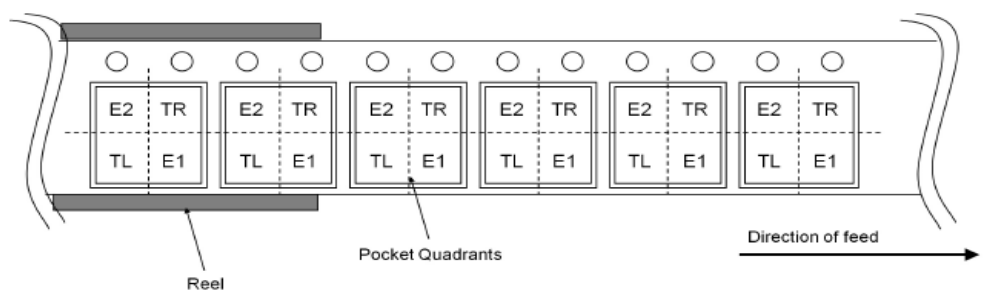 E2 TR E2 TR E2 TR E2 TR E2 TR E2 TR
TL E1 TL E1 TL E1 TL E1 TL E1 TL E1
Direction of feed
Pocket Quadrants
Reel